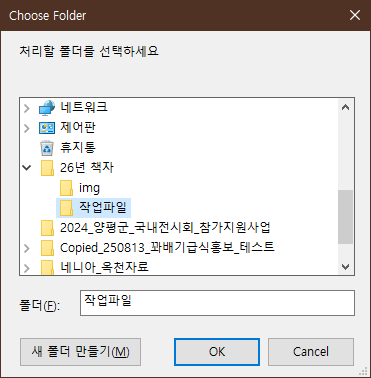 Choose Folder
처리할 폴더를 선택하세요
네트워크
제어판
휴지통
26년 책자
img
작업파일
2024_양평군_국내전시회_참가지원사업
Copied_250813_꽈배기급식홍보_테스트
네니아_옥천자료
폴더(F): 작업파일
새 폴더 만들기(M) OK Cancel